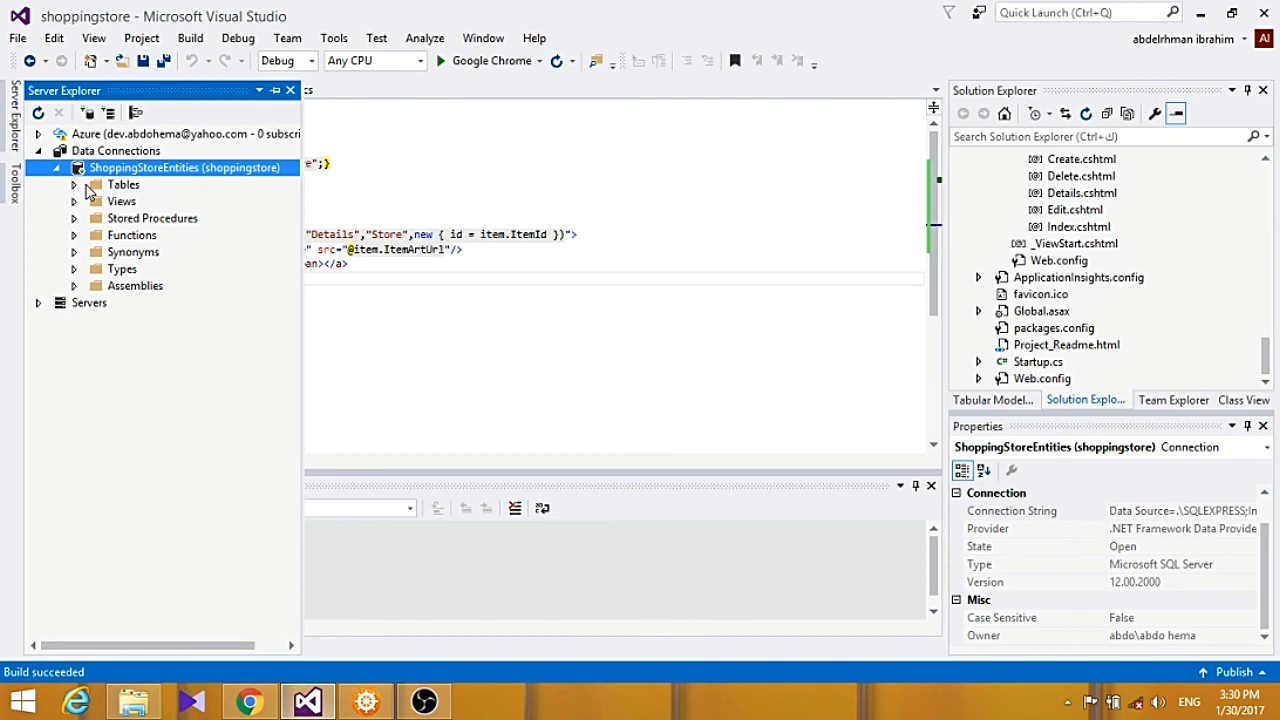 shoppingstore - Microsoft Visual Studio
Quick Launch (Ctrl+Q)
File Edit View Project Build Debug Team Tools Test Analyze Window Help
abdelrhman ibrahim AI
Debug Any CPU Google Chrome
Server Explorer
Toolbox
Server Explorer
Azure (dev.abdohema@yahoo.com - 0 subscri
Data Connections
ShoppingStoreEntities (shoppingstore)
Tables
Views
Stored Procedures
Functions
Synonyms
Types
Assemblies
Servers
cs
e";}
"Details","Store",new { id = item.ItemId })">
" src="@item.ItemArtUrl"/>
an></a>
Solution Explorer
Search Solution Explorer (Ctrl+ك)
Create.cshtml
Delete.cshtml
Details.cshtml
Edit.cshtml
Index.cshtml
_ViewStart.cshtml
Web.config
ApplicationInsights.config
favicon.ico
Global.asax
packages.config
Project_Readme.html
Startup.cs
Web.config
Tabular Model... Solution Explo... Team Explorer Class View
Properties
ShoppingStoreEntities (shoppingstore) Connection
Connection
Connection String Data Source=.\SQLEXPRESS;In
Provider .NET Framework Data Provide
State Open
Type Microsoft SQL Server
Version 12.00.2000
Misc
Case Sensitive False
Owner abdo\abdo hema
Build succeeded
Publish
ENG
3:30 PM
1/30/2017